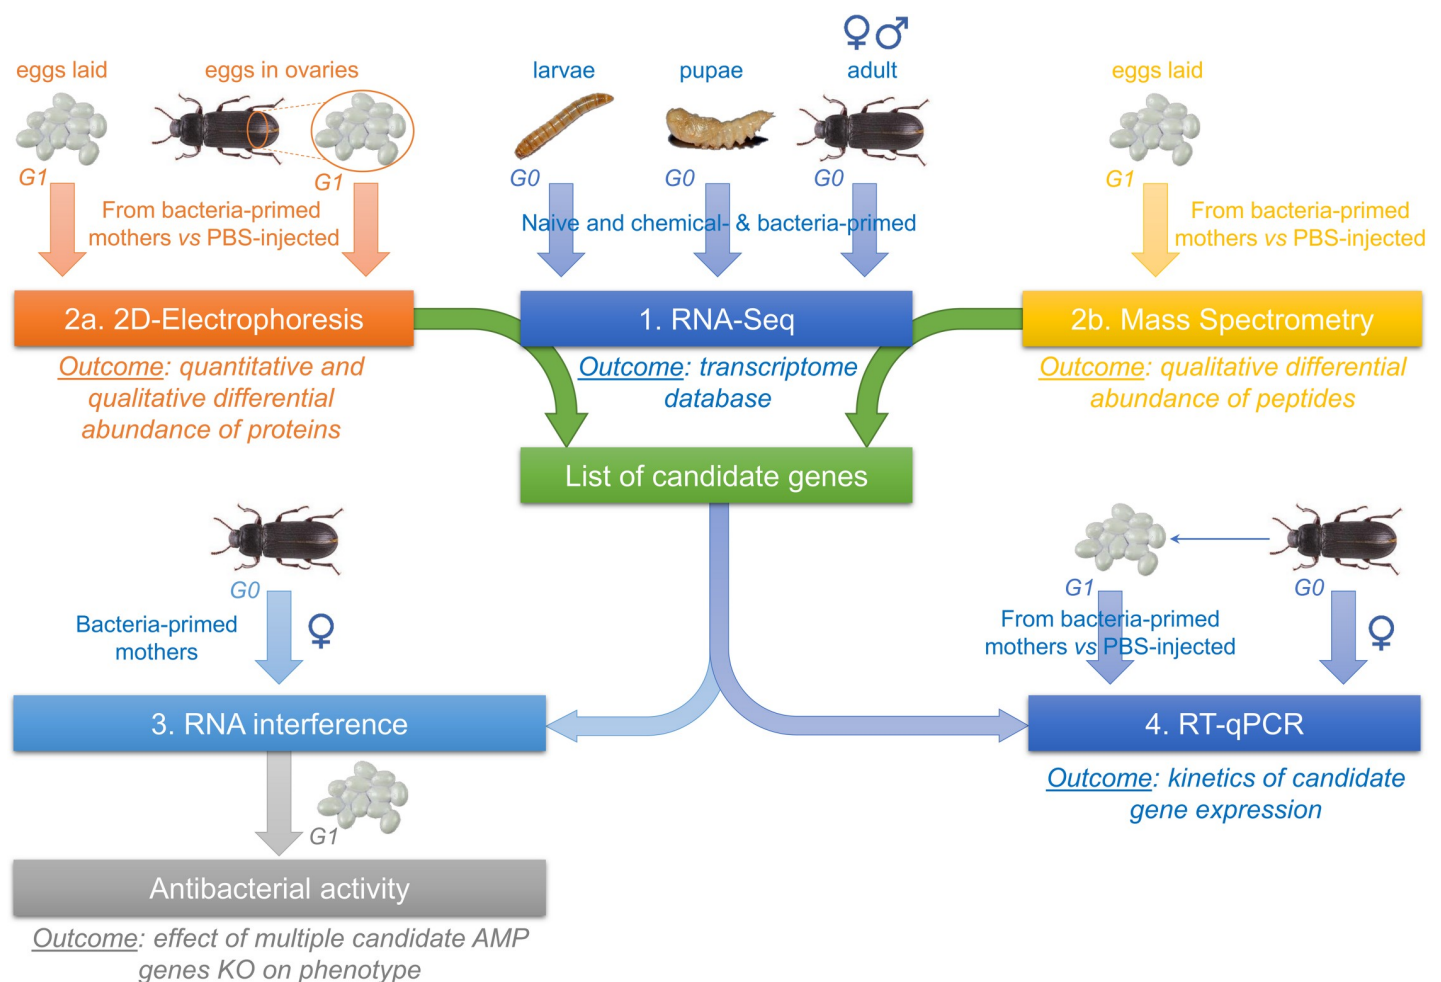 ♀♂
eggs laid
eggs in ovaries
larvae
pupae
adult
eggs laid
G1
G1
G0
G0
G0
G1
From bacteria-primed
mothers vs PBS-injected
Naive and chemical- & bacteria-primed
From bacteria-primed
mothers vs PBS-injected
2a. 2D-Electrophoresis
1. RNA-Seq
2b. Mass Spectrometry
Outcome: quantitative and
qualitative differential
abundance of proteins
Outcome: transcriptome
database
Outcome: qualitative differential
abundance of peptides
List of candidate genes
G0
Bacteria-primed
mothers
♀
G1
G0
From bacteria-primed
mothers vs PBS-injected
♀
3. RNA interference
4. RT-qPCR
Outcome: kinetics of candidate
gene expression
G1
Antibacterial activity
Outcome: effect of multiple candidate AMP
genes KO on phenotype